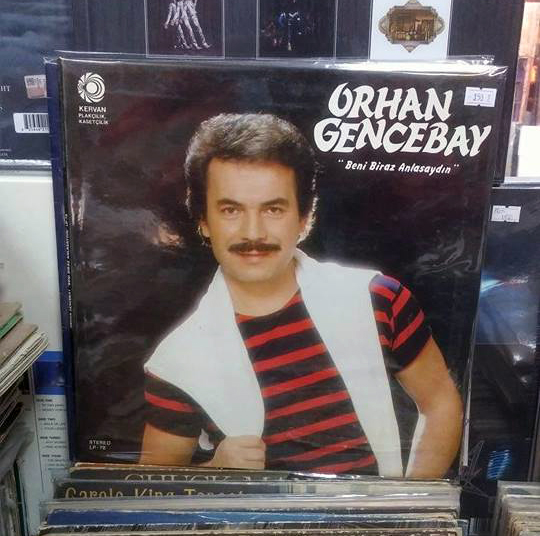 KERVAN
PLAKÇILIK,
KASETÇİLİK
ORHAN
GENCEBAY
"Beni Biraz Anlasaydın"
STEREO
LP-78
Carole King